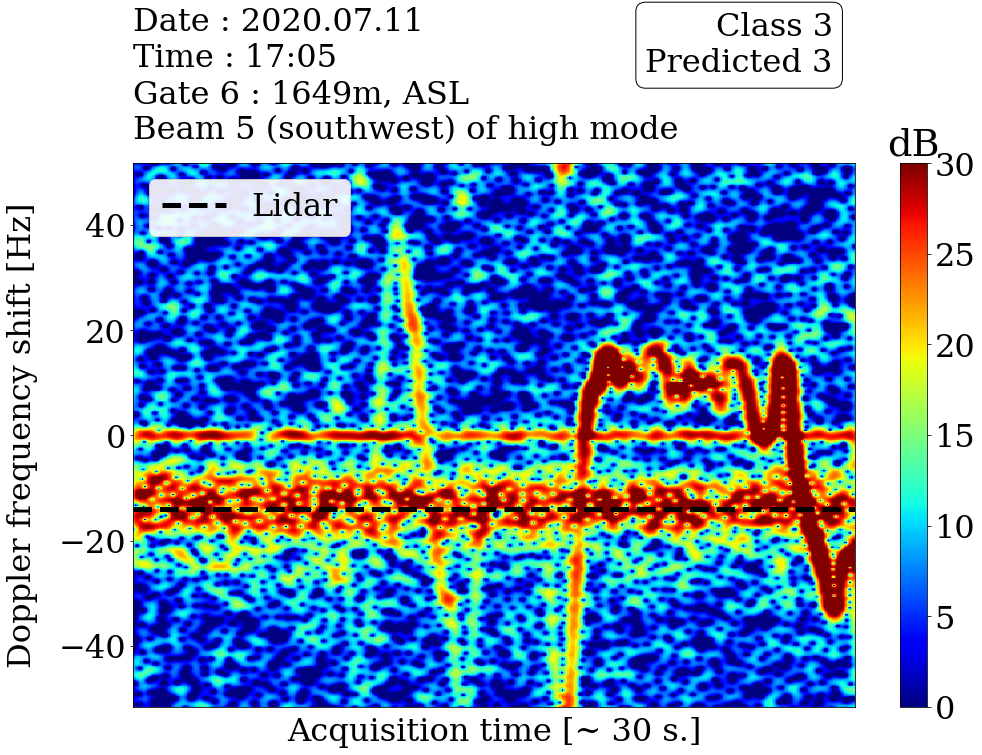 Date : 2020.07.11
Time : 17:05
Gate 6 : 1649m, ASL
Beam 5 (southwest) of high mode
Class 3
Predicted 3
dB
Lidar
Doppler frequency shift [Hz]
40
20
0
−20
−40
30
25
20
15
10
5
0
Acquisition time [~ 30 s.]